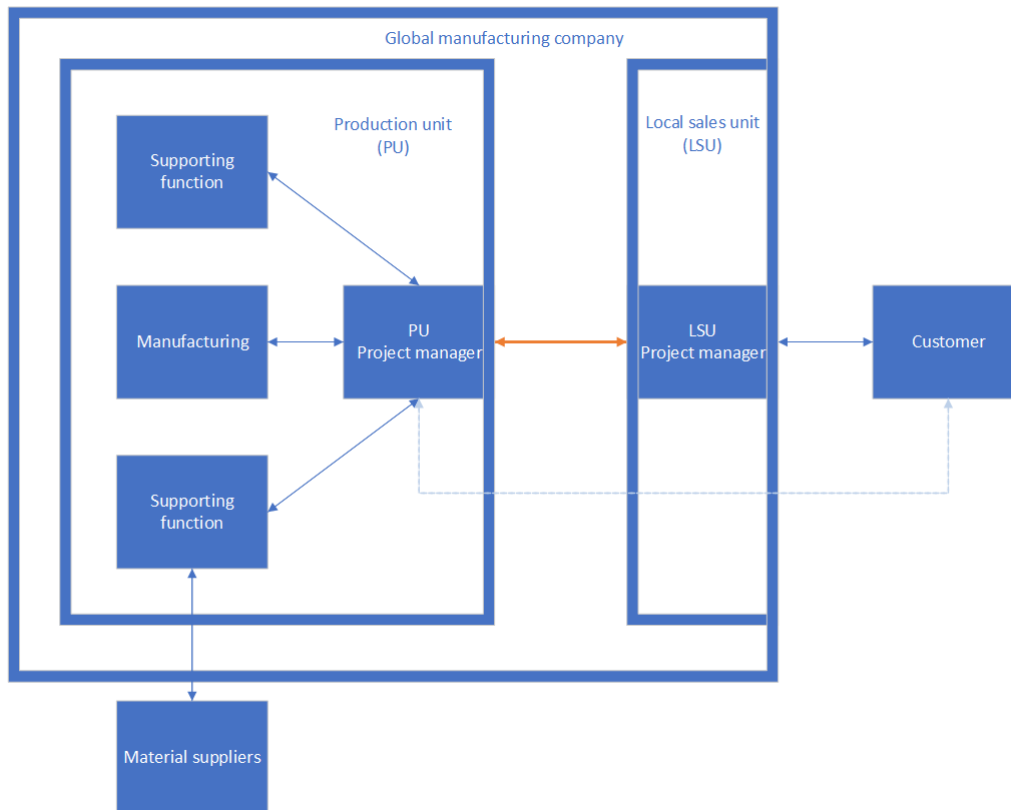 Global manufacturing company
Production unit
(PU)
Local sales unit
(LSU)
Supporting
function
Manufacturing
PU
Project manager
LSU
Project manager
Customer
Supporting
function
Material suppliers